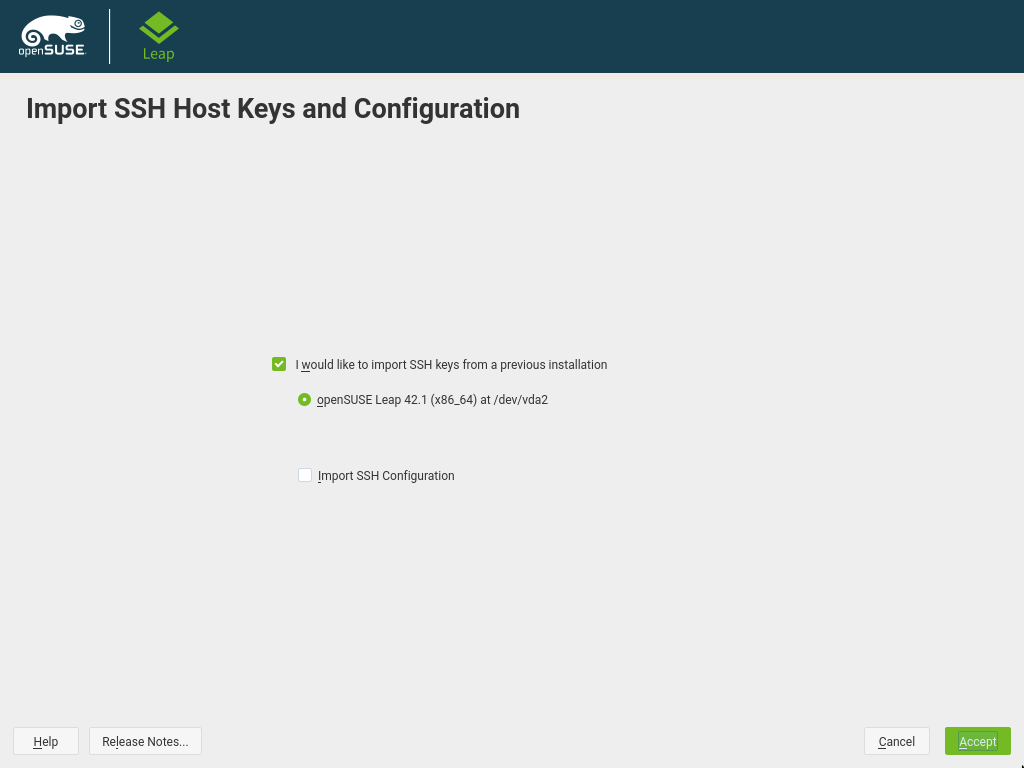 openSUSE.
Leap
Import SSH Host Keys and Configuration
I would like to import SSH keys from a previous installation
openSUSE Leap 42.1 (x86_64) at /dev/vda2
Import SSH Configuration
Help
Release Notes...
Cancel
Accept